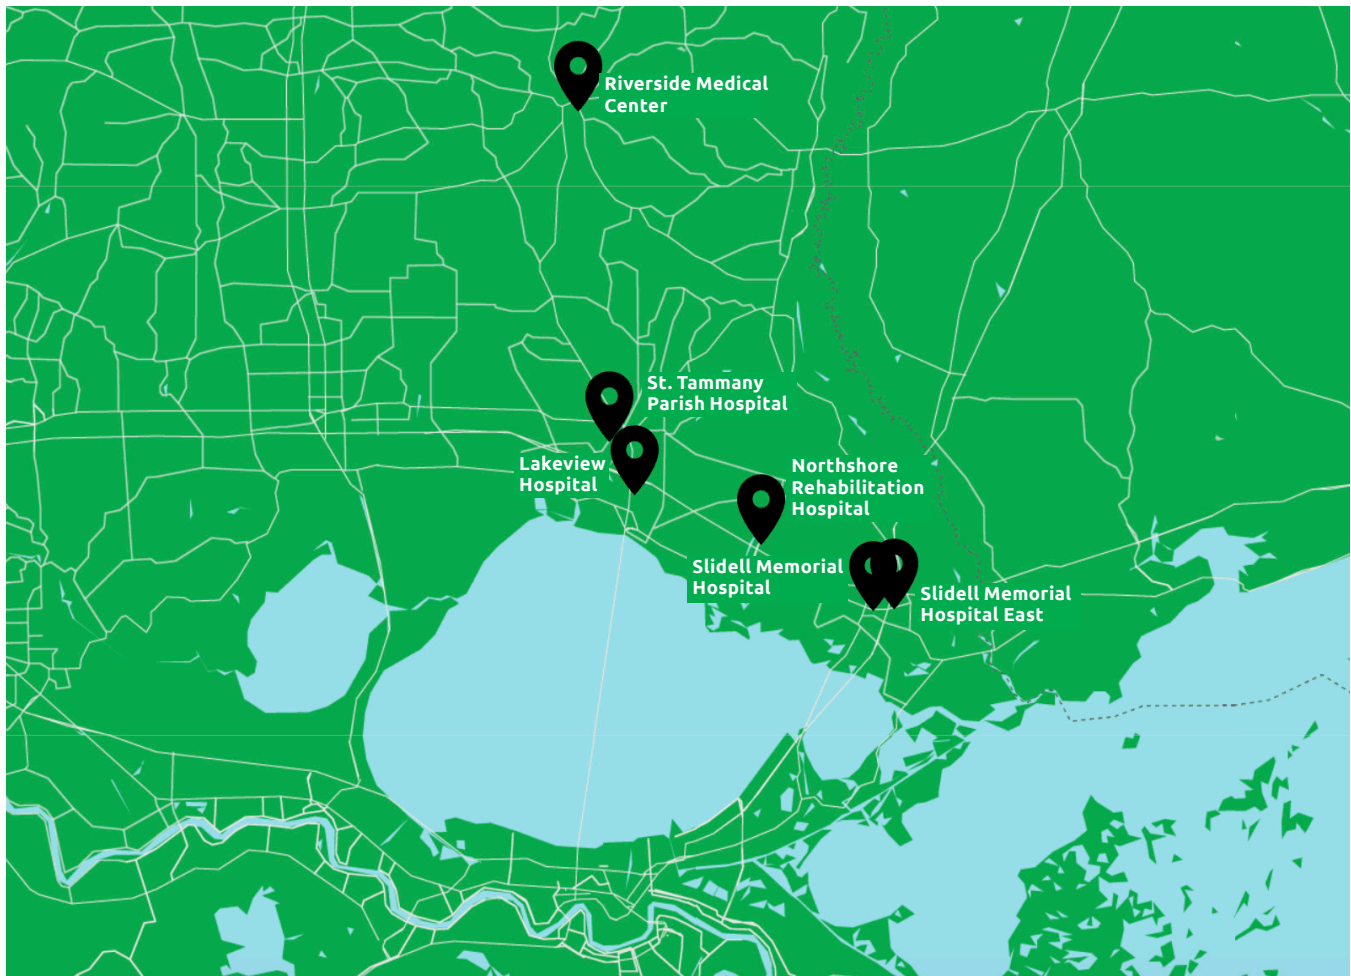 Riverside Medical
Center
St. Tammany
Parish Hospital
Lakeview
Hospital
Northshore
Rehabilitation
Hospital
Slidell Memorial
Hospital
Slidell Memorial
Hospital East